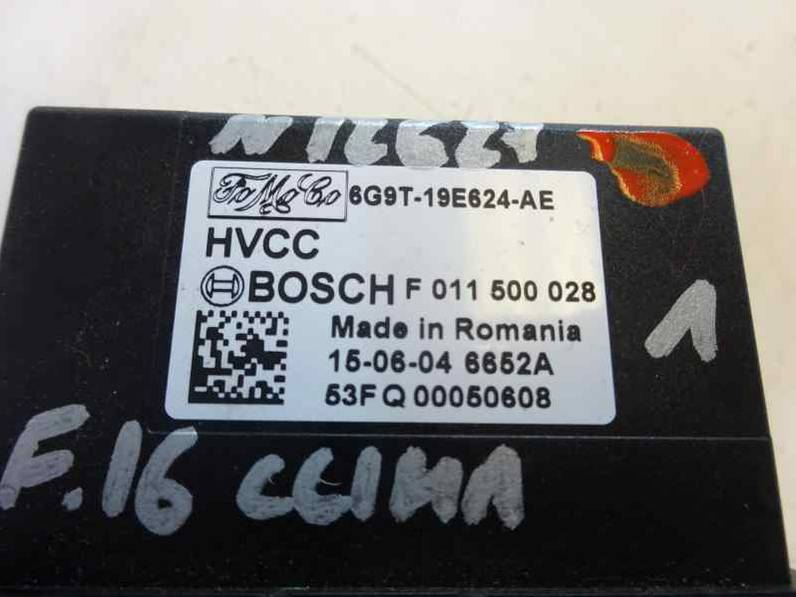 FoMoCo 6G9T-19E624-AE
HVCC
BOSCH F 011 500 028
Made in Romania
15-06-04 6652A
53FQ 00050608
1
F.16 CLIMA